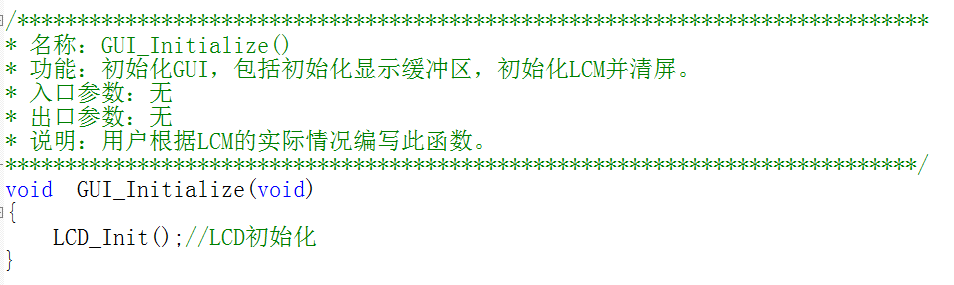 /****************************************************************************
* 名称：GUI_Initialize()
* 功能：初始化GUI，包括初始化显示缓冲区，初始化LCM并清屏。
* 入口参数：无
* 出口参数：无
* 说明：用户根据LCM的实际情况编写此函数。
****************************************************************************/
void  GUI_Initialize(void)
{
    LCD_Init();//LCD初始化
}